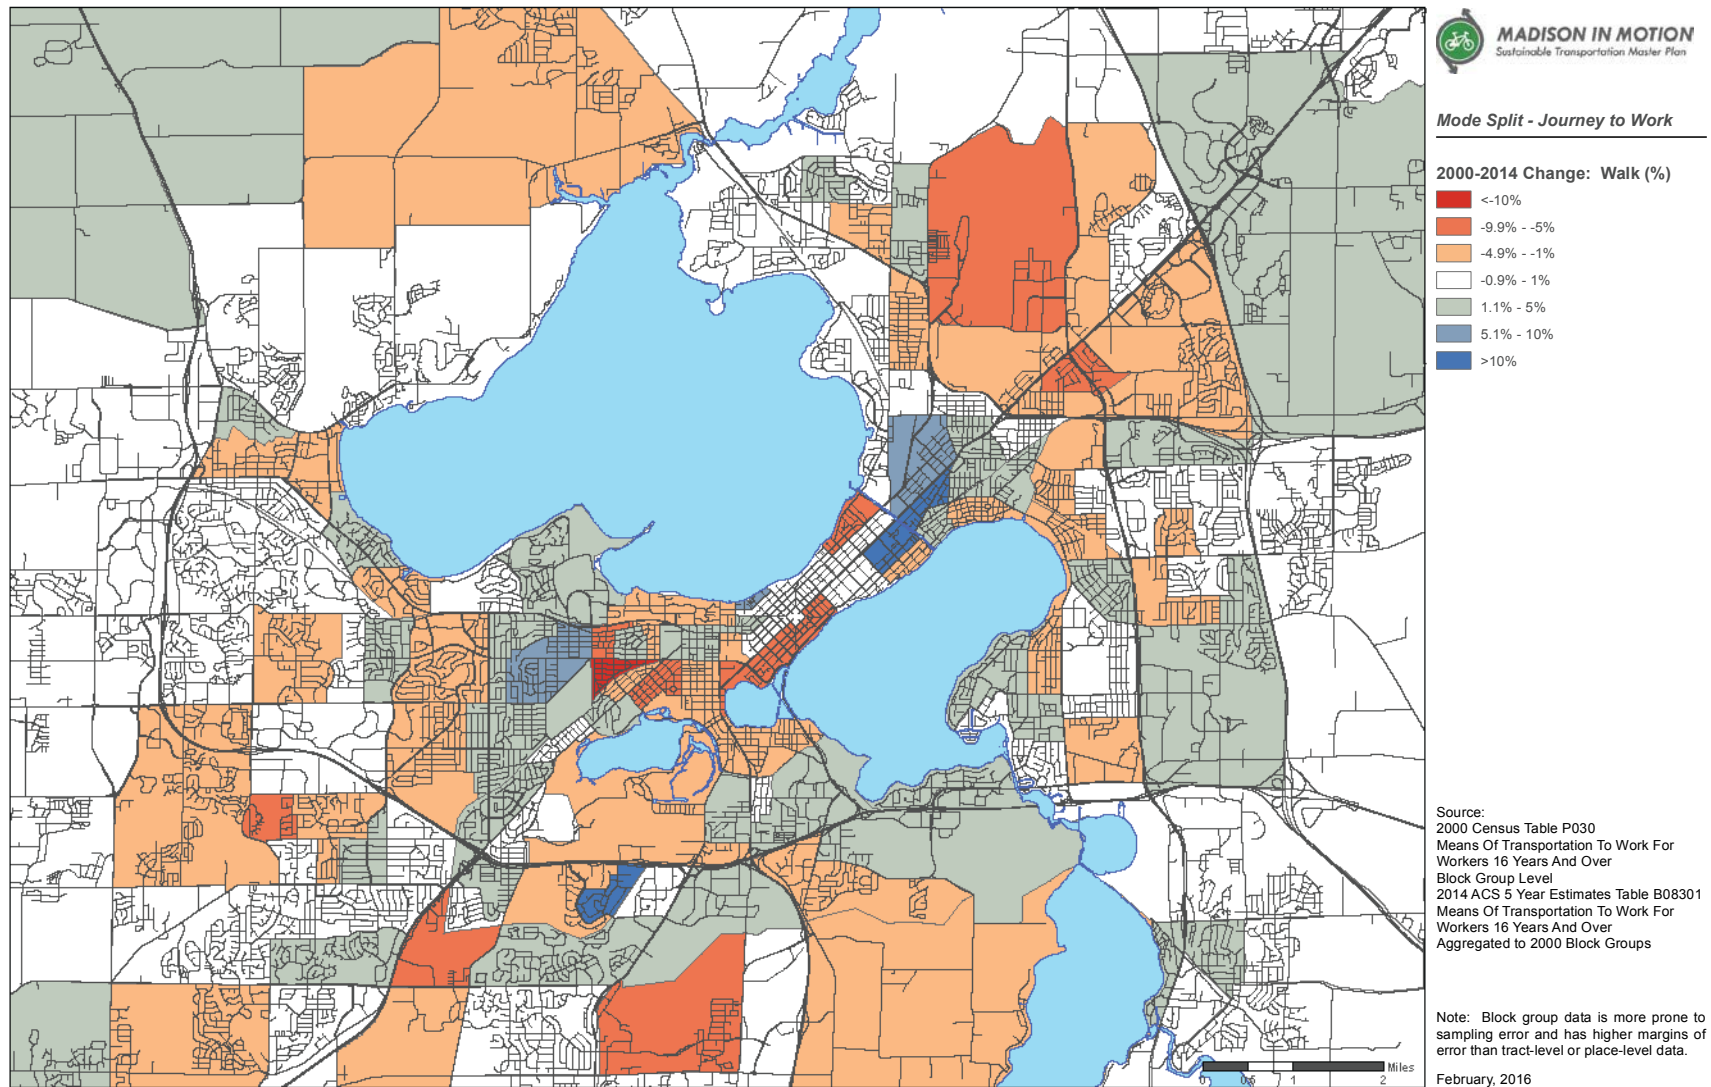 MADISON IN MOTION
Sustainable Transportation Master Plan
Mode Split - Journey to Work
2000-2014 Change:  Walk (%)
<-10%
-9.9% - -5%
-4.9% - -1%
-0.9% - 1%
1.1% - 5%
5.1% - 10%
>10%
Source:
2000 Census Table P030
Means Of Transportation To Work For
Workers 16 Years And Over
Block Group Level
2014 ACS 5 Year Estimates Table B08301
Means Of Transportation To Work For
Workers 16 Years And Over
Aggregated to 2000 Block Groups
Note:  Block group data is more prone to
sampling error and has higher margins of
error than tract-level or place-level data.
February, 2016
Miles
0 0.5 1 2